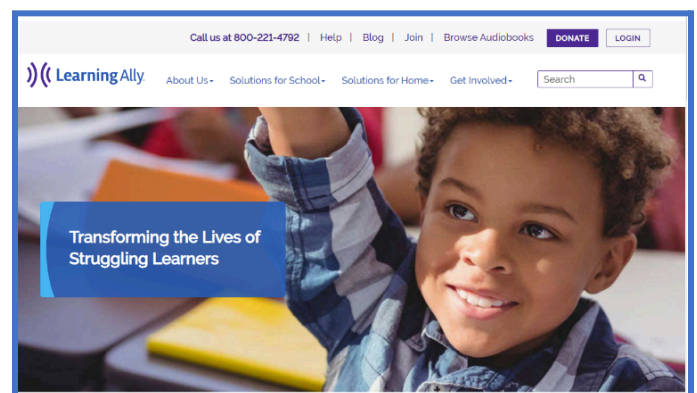 Call us at 800-221-4792 | Help | Blog | Join | Browse Audiobooks DONATE LOGIN
Learning Ally. About Us Solutions for School Solutions for Home Get Involved Search
Transforming the Lives of
Struggling Learners